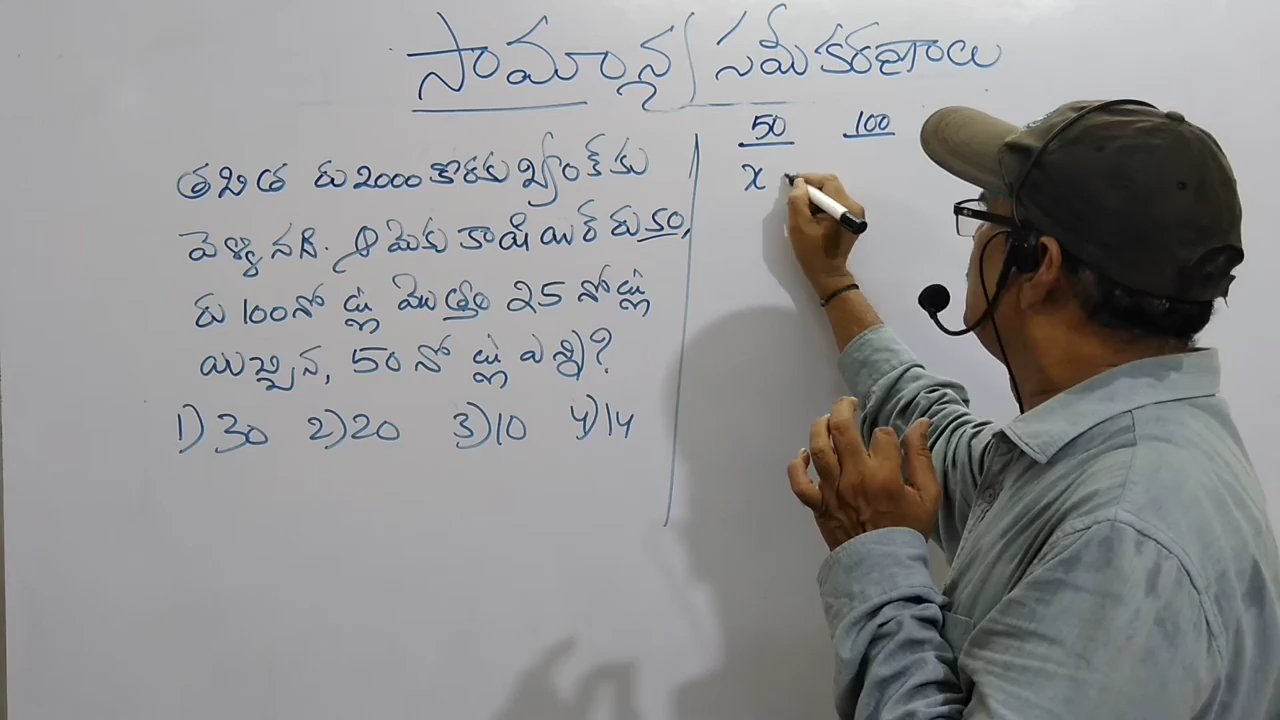 సామాన్య సమీకరణాలు
తబిత రు 2000 కొరకు బ్యాంక్ కు
వెళ్ళినది. ఆమెకు కాషియర్ రు 50,
రు 100 నోట్లు మొత్తం 25 నోట్లు
యిచ్చిన, 50 నోట్లు ఎన్ని?
1) 30 2) 20 3) 10 4) 14
50 100
x